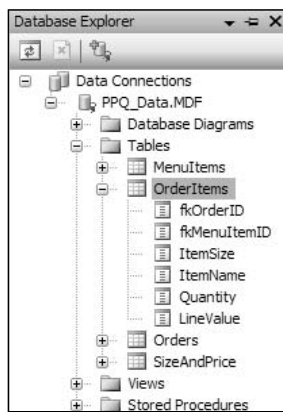 Database Explorer
Data Connections
PPQ_Data.MDF
Database Diagrams
Tables
MenuItems
OrderItems
fkOrderID
fkMenuItemID
ItemSize
ItemName
Quantity
LineValue
Orders
SizeAndPrice
Views
Stored Procedures